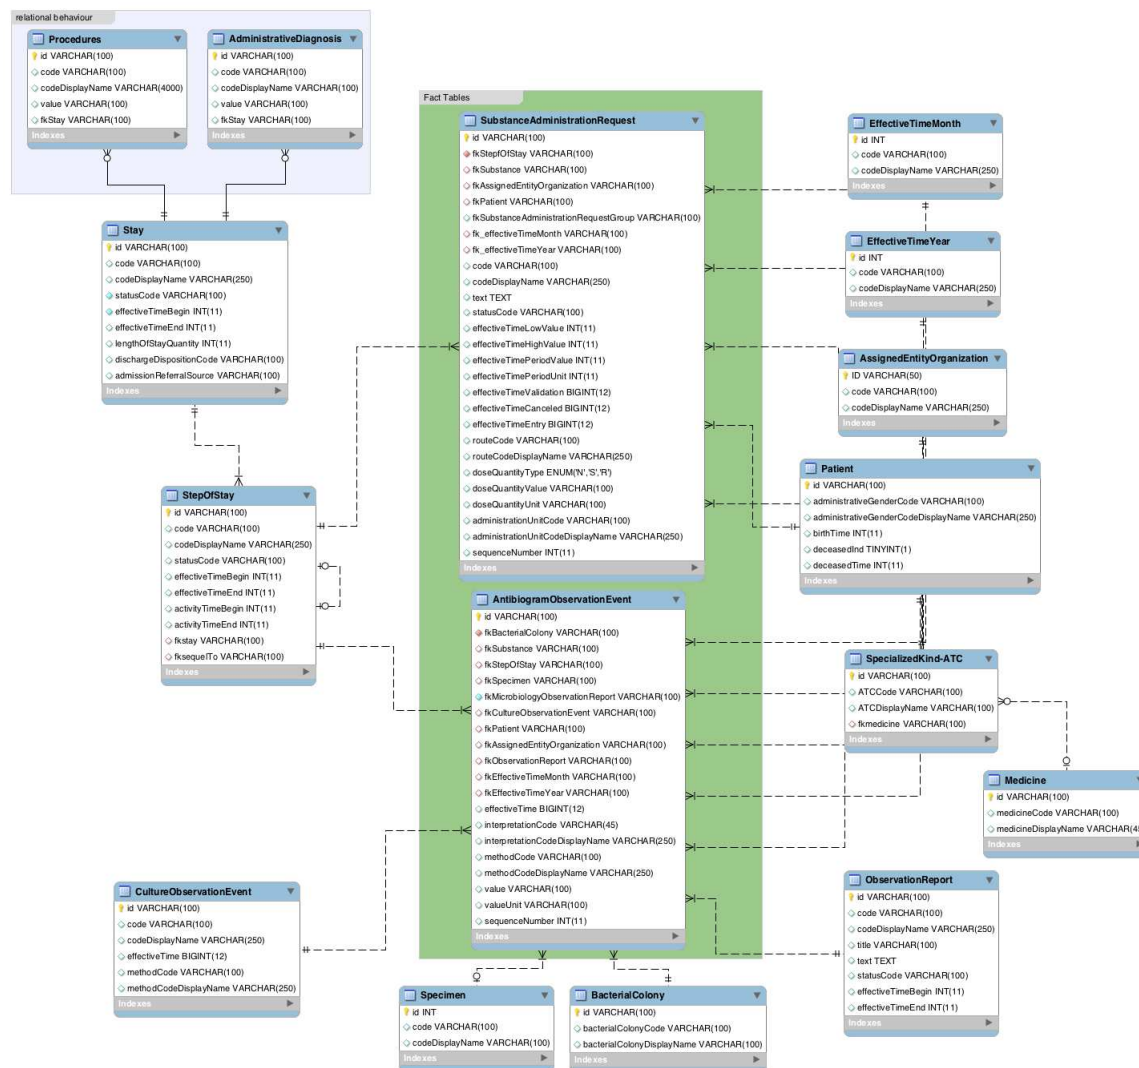 relational behaviour
Procedures
id VARCHAR(100)
code VARCHAR(100)
codeDisplayName VARCHAR(4000)
value VARCHAR(100)
fkStay VARCHAR(100)
Indexes
AdministrativeDiagnosis
id VARCHAR(100)
code VARCHAR(100)
codeDisplayName VARCHAR(100)
value VARCHAR(100)
fkStay VARCHAR(100)
Indexes
Stay
id VARCHAR(100)
code VARCHAR(100)
codeDisplayName VARCHAR(250)
statusCode VARCHAR(100)
effectiveTimeBegin INT(11)
effectiveTimeEnd INT(11)
lengthOfStayQuantity INT(11)
dischargeDispositionCode VARCHAR(100)
admissionReferralSource VARCHAR(100)
Indexes
StepOfStay
id VARCHAR(100)
code VARCHAR(100)
codeDisplayName VARCHAR(250)
statusCode VARCHAR(100)
effectiveTimeBegin INT(11)
effectiveTimeEnd INT(11)
activityTimeBegin INT(11)
activityTimeEnd INT(11)
fkstay VARCHAR(100)
fksequelTo VARCHAR(100)
Indexes
CultureObservationEvent
id VARCHAR(100)
code VARCHAR(100)
codeDisplayName VARCHAR(250)
effectiveTime BIGINT(12)
methodCode VARCHAR(100)
methodCodeDisplayName VARCHAR(250)
Indexes
Fact Tables
SubstanceAdministrationRequest
id VARCHAR(100)
fkStepfOfStay VARCHAR(100)
fkSubstance VARCHAR(100)
fkAssignedEntityOrganization VARCHAR(100)
fkPatient VARCHAR(100)
fkSubstanceAdministrationRequestGroup VARCHAR(100)
fk_effectiveTimeMonth VARCHAR(100)
fk_effectiveTimeYear VARCHAR(100)
code VARCHAR(100)
codeDisplayName VARCHAR(250)
text TEXT
statusCode VARCHAR(100)
effectiveTimeLowValue INT(11)
effectiveTimeHighValue INT(11)
effectiveTimePeriodValue INT(11)
effectiveTimePeriodUnit INT(11)
effectiveTimeValidation BIGINT(12)
effectiveTimeCanceled BIGINT(12)
effectiveTimeEntry BIGINT(12)
routeCode VARCHAR(100)
routeCodeDisplayName VARCHAR(250)
doseQuantityType ENUM('N','S','R')
doseQuantityValue VARCHAR(100)
doseQuantityUnit VARCHAR(100)
administrationUnitCode VARCHAR(100)
administrationUnitCodeDisplayName VARCHAR(250)
sequenceNumber INT(11)
Indexes
AntibiogramObservationEvent
id VARCHAR(100)
fkBacterialColony VARCHAR(100)
fkSubstance VARCHAR(100)
fkStepOfStay VARCHAR(100)
fkSpecimen VARCHAR(100)
fkMicrobiologyObservationReport VARCHAR(100)
fkCultureObservationEvent VARCHAR(100)
fkPatient VARCHAR(100)
fkAssignedEntityOrganization VARCHAR(100)
fkObservationReport VARCHAR(100)
fkEffectiveTimeMonth VARCHAR(100)
fkEffectiveTimeYear VARCHAR(100)
effectiveTime BIGINT(12)
interpretationCode VARCHAR(45)
interpretationCodeDisplayName VARCHAR(250)
methodCode VARCHAR(100)
methodCodeDisplayName VARCHAR(250)
value VARCHAR(100)
valueUnit VARCHAR(100)
sequenceNumber INT(11)
Indexes
Specimen
id INT
code VARCHAR(100)
codeDisplayName VARCHAR(100)
Indexes
BacterialColony
id VARCHAR(100)
bacterialColonyCode VARCHAR(100)
bacterialColonyDisplayName VARCHAR(100)
Indexes
EffectiveTimeMonth
id INT
code VARCHAR(100)
codeDisplayName VARCHAR(250)
Indexes
EffectiveTimeYear
id INT
code VARCHAR(100)
codeDisplayName VARCHAR(250)
Indexes
AssignedEntityOrganization
ID VARCHAR(50)
code VARCHAR(100)
codeDisplayName VARCHAR(250)
Indexes
Patient
id VARCHAR(100)
administrativeGenderCode VARCHAR(100)
administrativeGenderCodeDisplayName VARCHAR(250)
birthTime INT(11)
deceasedInd TINYINT(1)
deceasedTime INT(11)
Indexes
SpecializedKind-ATC
id VARCHAR(100)
ATCCode VARCHAR(100)
ATCDisplayName VARCHAR(100)
fkmedicine VARCHAR(100)
Indexes
Medicine
id VARCHAR(100)
medicineCode VARCHAR(100)
medicineDisplayName
Indexes
ObservationReport
id VARCHAR(100)
code VARCHAR(100)
codeDisplayName VARCHAR(250)
title VARCHAR(100)
text TEXT
statusCode VARCHAR(100)
effectiveTimeBegin INT(11)
effectiveTimeEnd INT(11)
Indexes